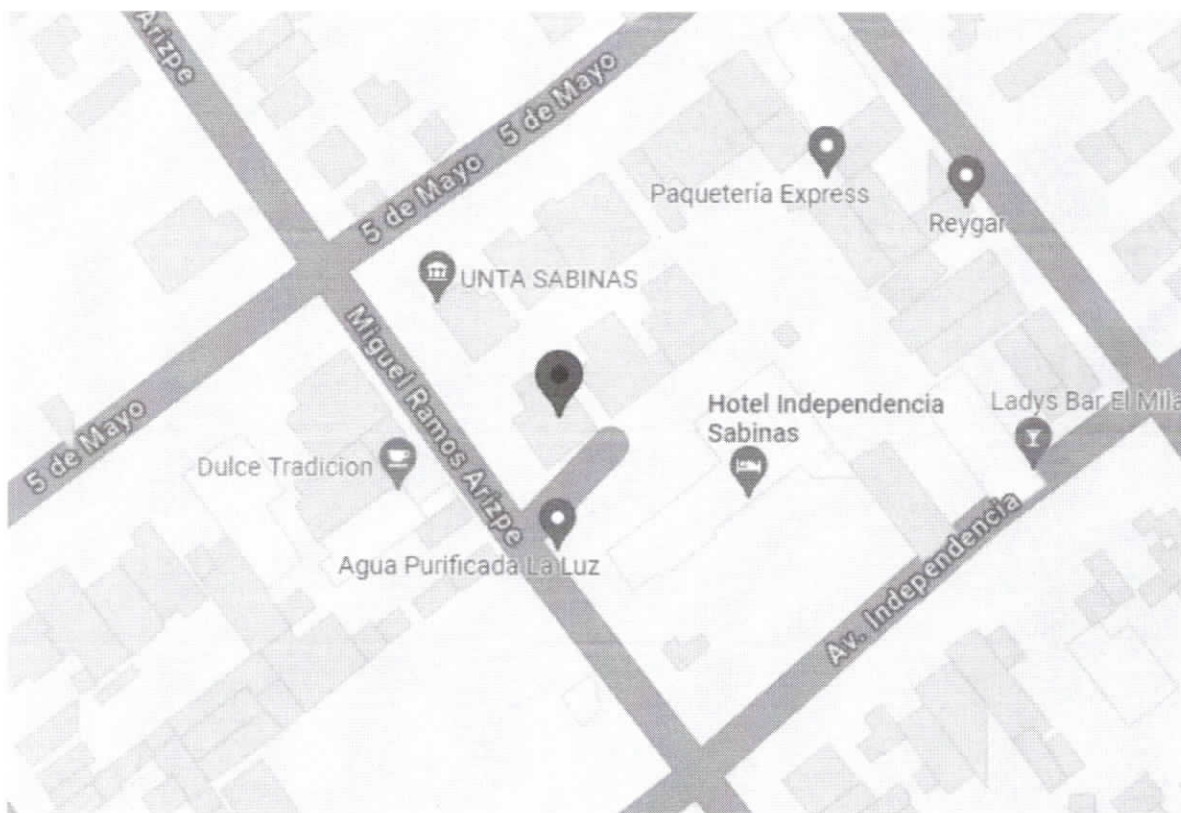 Arizpe
5 de Mayo
5 de Mayo
Paquetería Express
Reygar
UNTA SABINAS
Miguel Ramos Arizpe
5 de Mayo
Hotel Independencia
Sabinas
Ladys Bar El Mila
Dulce Tradicion
Agua Purificada La Luz
Av. Independencia